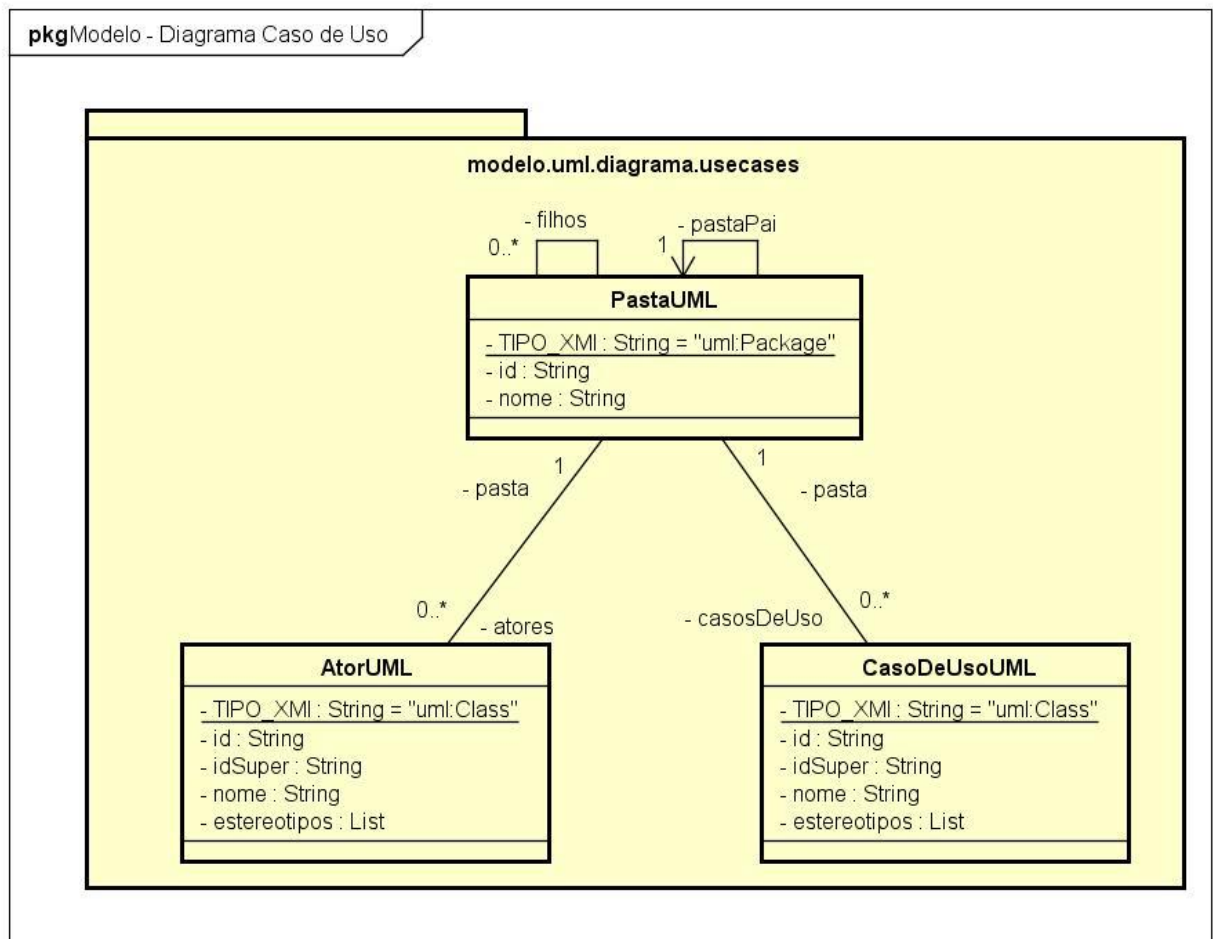 pkgModelo - Diagrama Caso de Uso
modelo.uml.diagrama.usecases
- filhos
0..*
- pastaPai
1
PastaUML
- TIPO_XMI : String = "uml:Package"
- id : String
- nome : String
1
- pasta
1
- pasta
0..*
- atores
0..*
- casosDeUso
AtorUML
- TIPO_XMI : String = "uml:Class"
- id : String
- idSuper : String
- nome : String
- estereotipos : List
CasoDeUsoUML
- TIPO_XMI : String = "uml:Class"
- id : String
- idSuper : String
- nome : String
- estereotipos : List